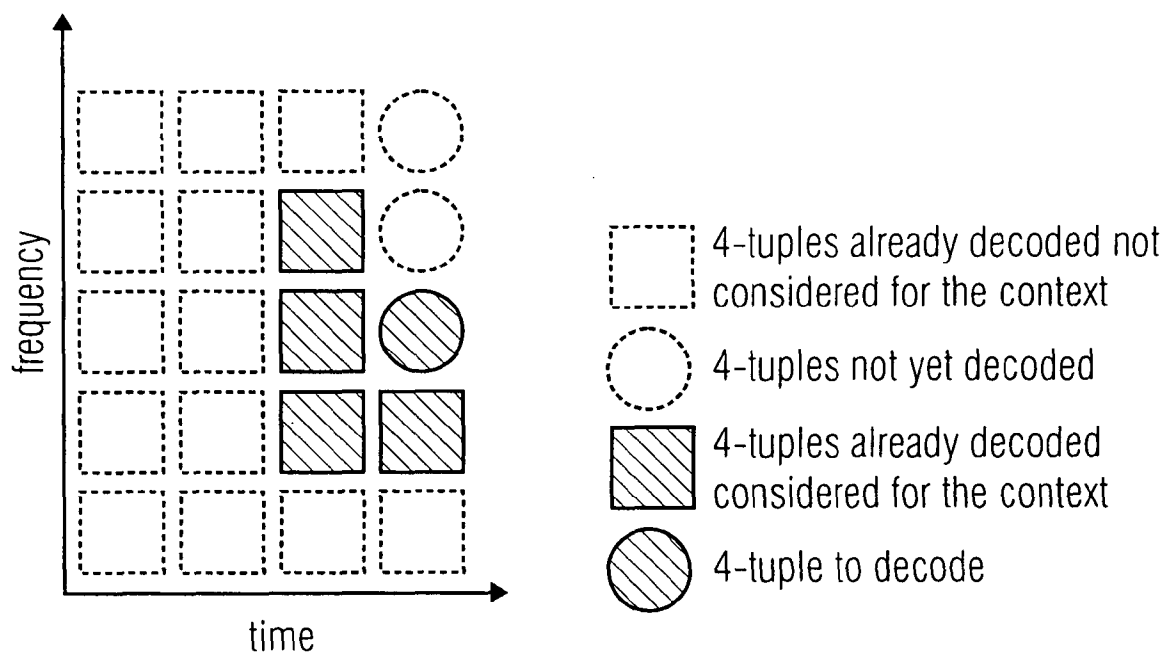 frequency
time
4-tuples already decoded not
considered for the context
4-tuples not yet decoded
4-tuples already decoded
considered for the context
4-tuple to decode